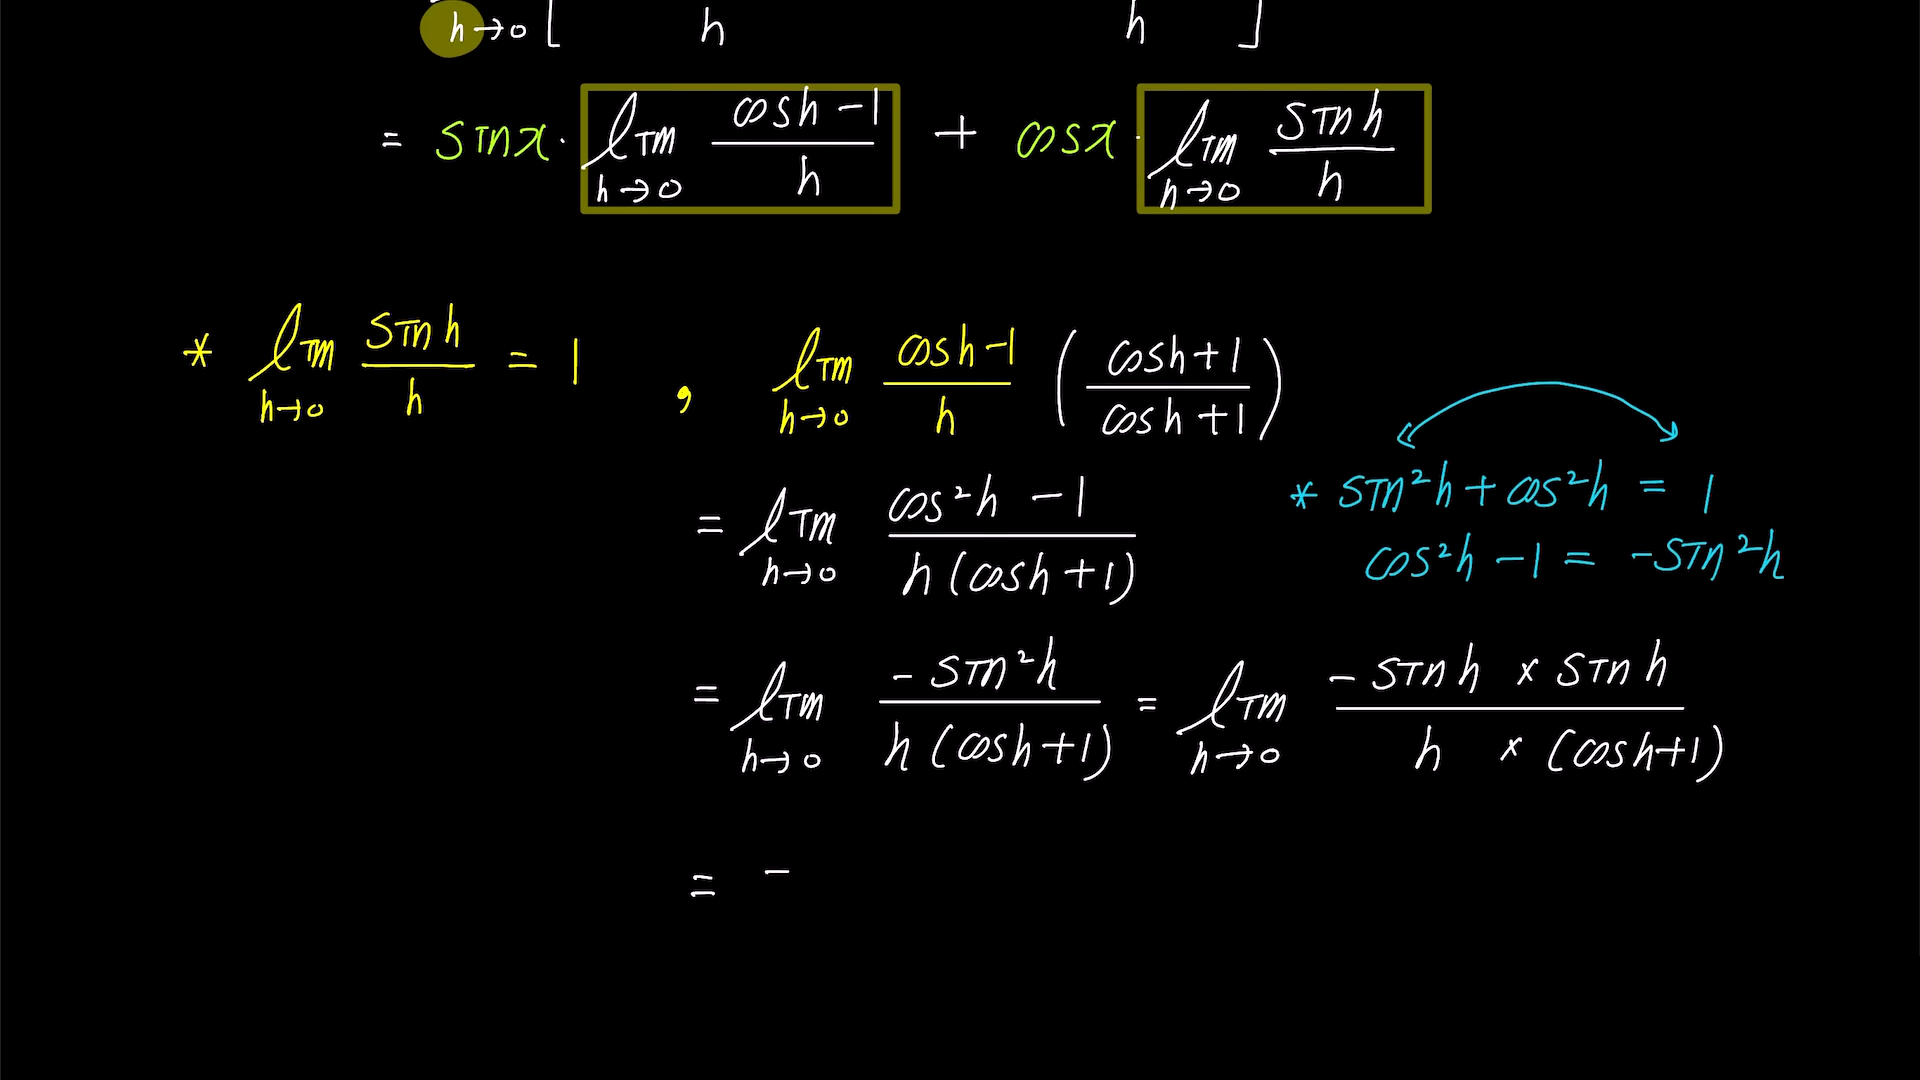 h→0 [ h h ]
= sinx · lim h→0 (cosh −1)/h + cosx · lim h→0 (sinh)/h
* lim h→0 (sinh)/h = 1 , lim h→0 (cosh−1)/h ( (cosh+1)/(cosh+1) )
= lim h→0 (cos²h −1)/(h(cosh+1))
* sin²h + cos²h = 1
cos²h −1 = −sin²h
= lim h→0 (−sin²h)/(h(cosh+1)) = lim h→0 (−sinh × sinh)/(h × (cosh+1))
= −